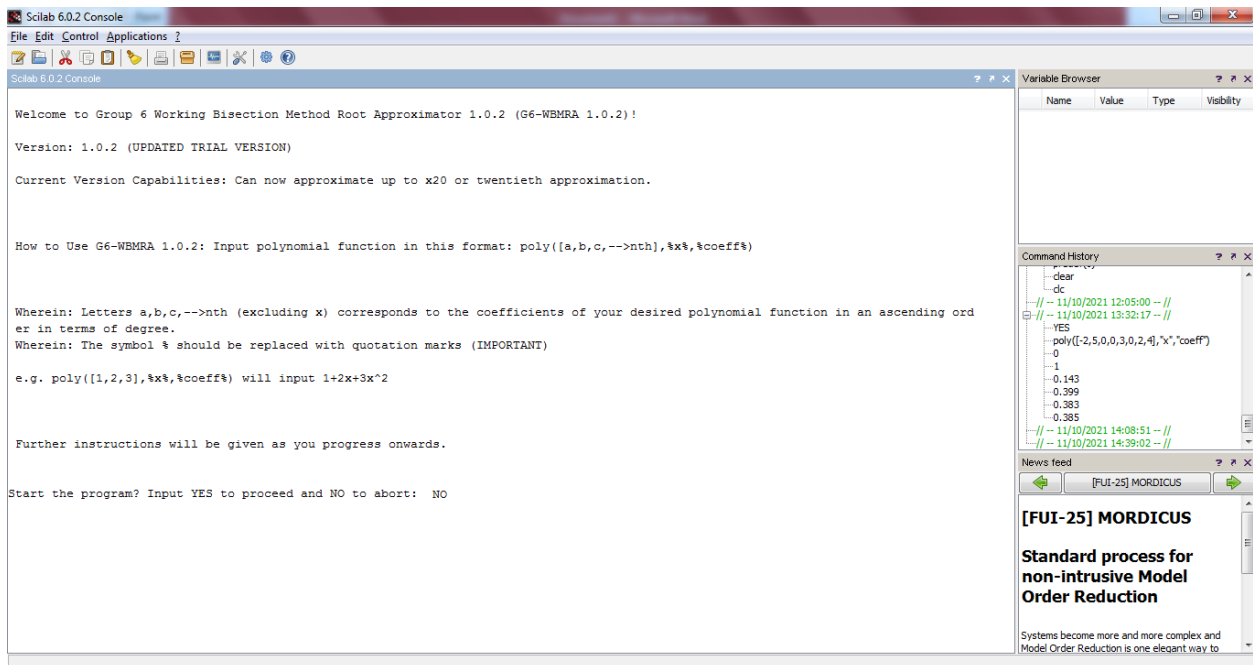 Scilab 6.0.2 Console
File Edit Control Applications ?
Scilab 6.0.2 Console
Welcome to Group 6 Working Bisection Method Root Approximator 1.0.2 (G6-WBMRA 1.0.2)!
Version: 1.0.2 (UPDATED TRIAL VERSION)
Current Version Capabilities: Can now approximate up to x20 or twentieth approximation.
How to Use G6-WBMRA 1.0.2: Input polynomial function in this format: poly([a,b,c,-->nth],%x%,%coeff%)
Wherein: Letters a,b,c,-->nth (excluding x) corresponds to the coefficients of your desired polynomial function in an ascending ord
er in terms of degree.
Wherein: The symbol % should be replaced with quotation marks (IMPORTANT)
e.g. poly([1,2,3],%x%,%coeff%) will input 1+2x+3x^2
Further instructions will be given as you progress onwards.
Start the program? Input YES to proceed and NO to abort: NO
Variable Browser
Name Value Type Visibility
Command History
clear
clc
// -- 11/10/2021 12:05:00 -- //
// -- 11/10/2021 13:32:17 -- //
YES
poly([-2,5,0,0,3,0,2,4],"x","coeff")
0
1
0.143
0.399
0.383
0.385
// -- 11/10/2021 14:08:51 -- //
// -- 11/10/2021 14:39:02 -- //
News feed
[FUI-25] MORDICUS
[FUI-25] MORDICUS
Standard process for
non-intrusive Model
Order Reduction
Systems become more and more complex and
Model Order Reduction is one elegant way to